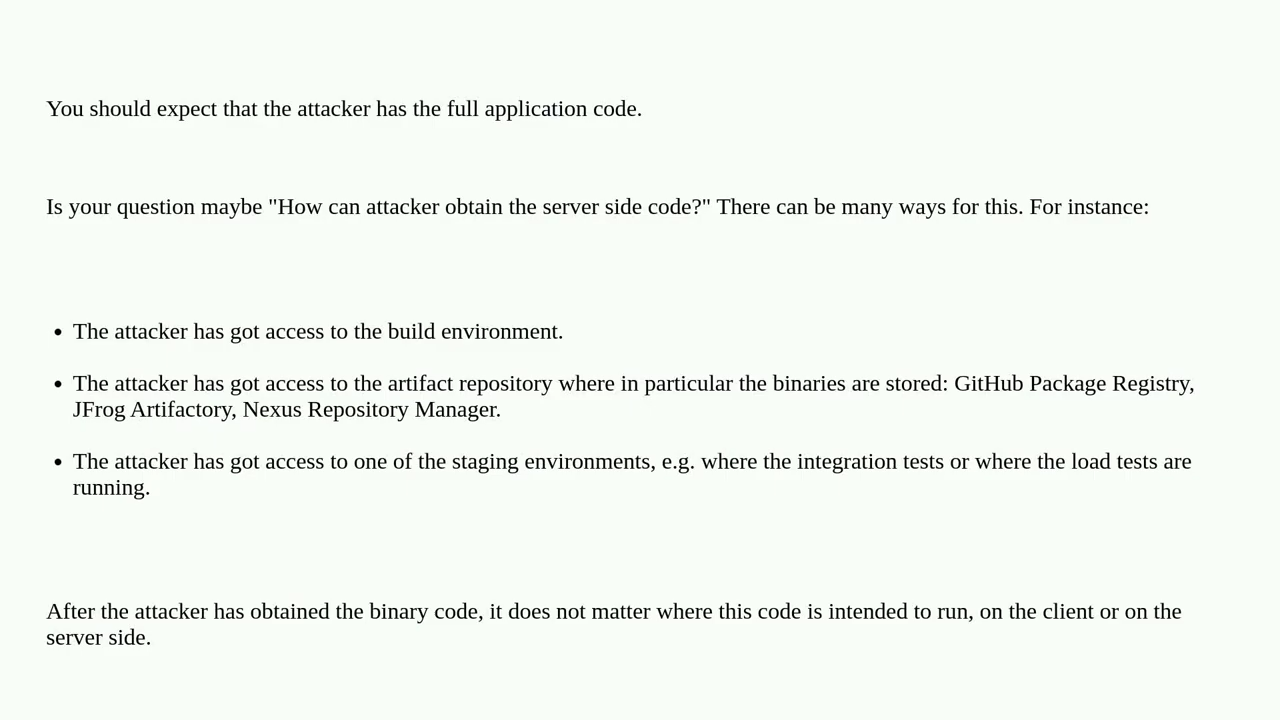 You should expect that the attacker has the full application code.
Is your question maybe "How can attacker obtain the server side code?" There can be many ways for this. For instance:
• The attacker has got access to the build environment.
• The attacker has got access to the artifact repository where in particular the binaries are stored: GitHub Package Registry,
JFrog Artifactory, Nexus Repository Manager.
• The attacker has got access to one of the staging environments, e.g. where the integration tests or where the load tests are
running.
After the attacker has obtained the binary code, it does not matter where this code is intended to run, on the client or on the
server side.